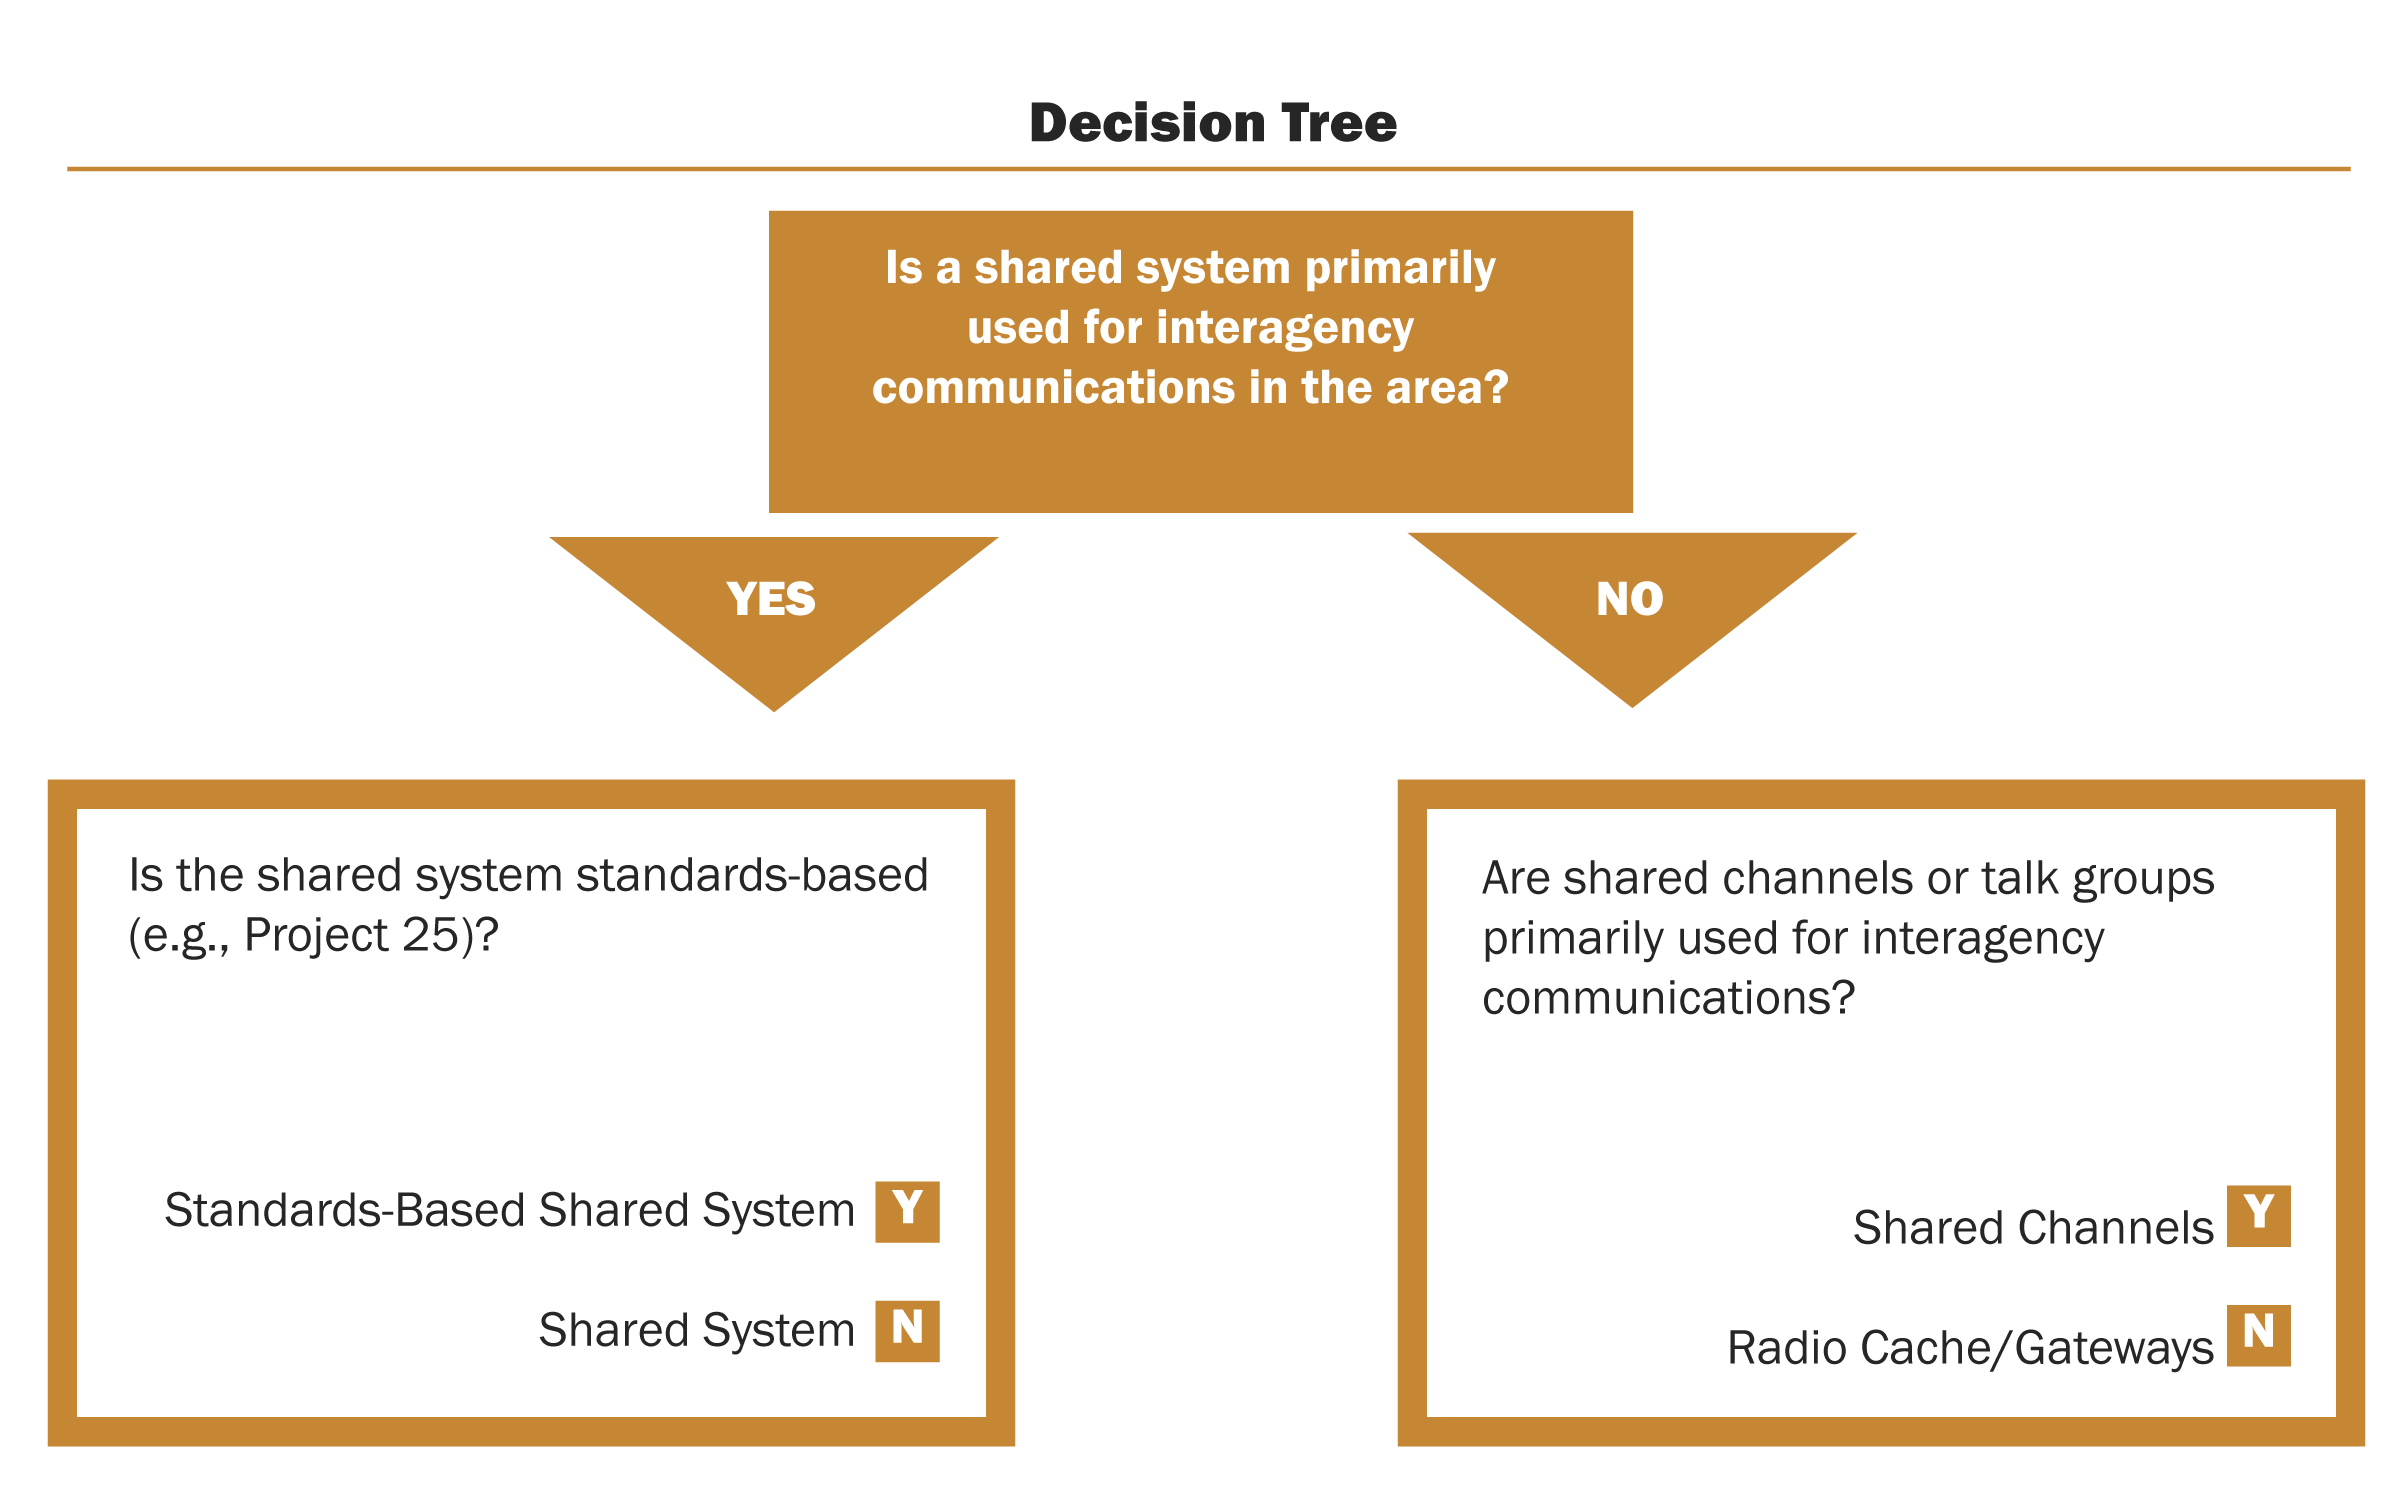 Decision Tree
Is a shared system primarily
used for interagency
communications in the area?
YES
NO
Is the shared system standards-based
(e.g., Project 25)?
Standards-Based Shared System Y
Shared System N
Are shared channels or talk groups
primarily used for interagency
communications?
Shared Channels Y
Radio Cache/Gateways N